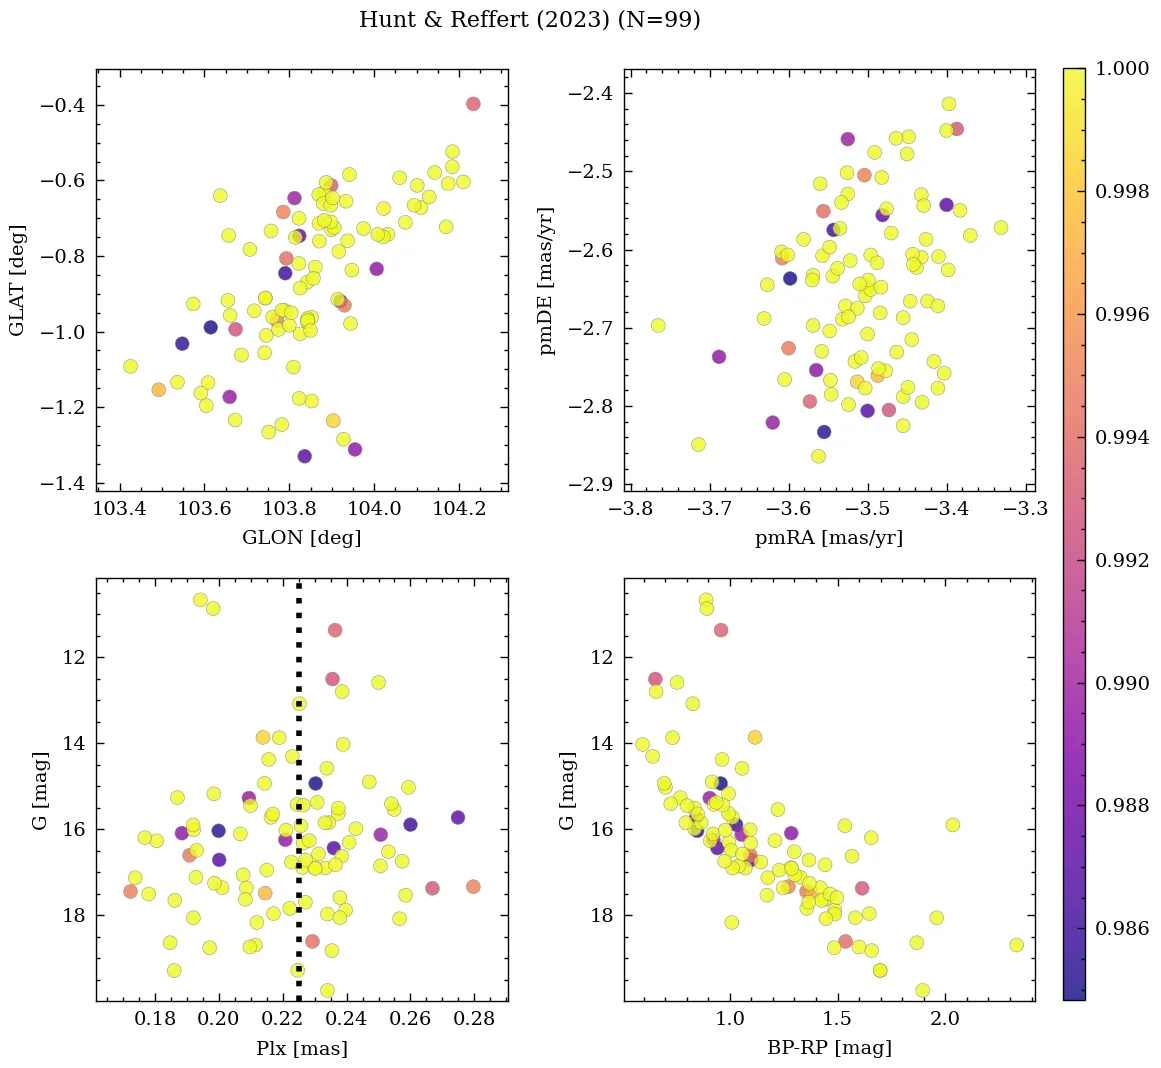 Hunt & Reffert (2023) (N=99)
−0.4
−0.6
−0.8
−1.0
−1.2
−1.4
GLAT [deg]
103.4 103.6 103.8 104.0 104.2
GLON [deg]
−2.4
−2.5
−2.6
−2.7
−2.8
−2.9
pmDE [mas/yr]
−3.8 −3.7 −3.6 −3.5 −3.4 −3.3
pmRA [mas/yr]
12
14
16
18
G [mag]
0.18 0.20 0.22 0.24 0.26 0.28
Plx [mas]
12
14
16
18
G [mag]
1.0 1.5 2.0
BP-RP [mag]
1.000
0.998
0.996
0.994
0.992
0.990
0.988
0.986